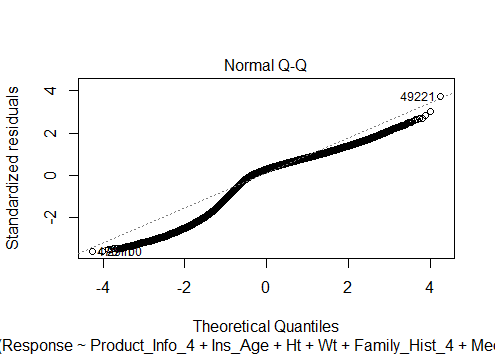 Normal Q-Q
Standardized residuals
4
2
0
-2
49221
-4
-2
0
2
4
Theoretical Quantiles
(Response ~ Product_Info_4 + Ins_Age + Ht + Wt + Family_Hist_4 + Me